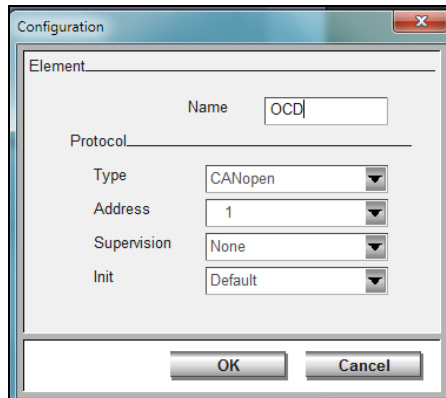 Configuration
Element
Name OCD
Protocol
Type CANopen
Address 1
Supervision None
Init Default
OK Cancel